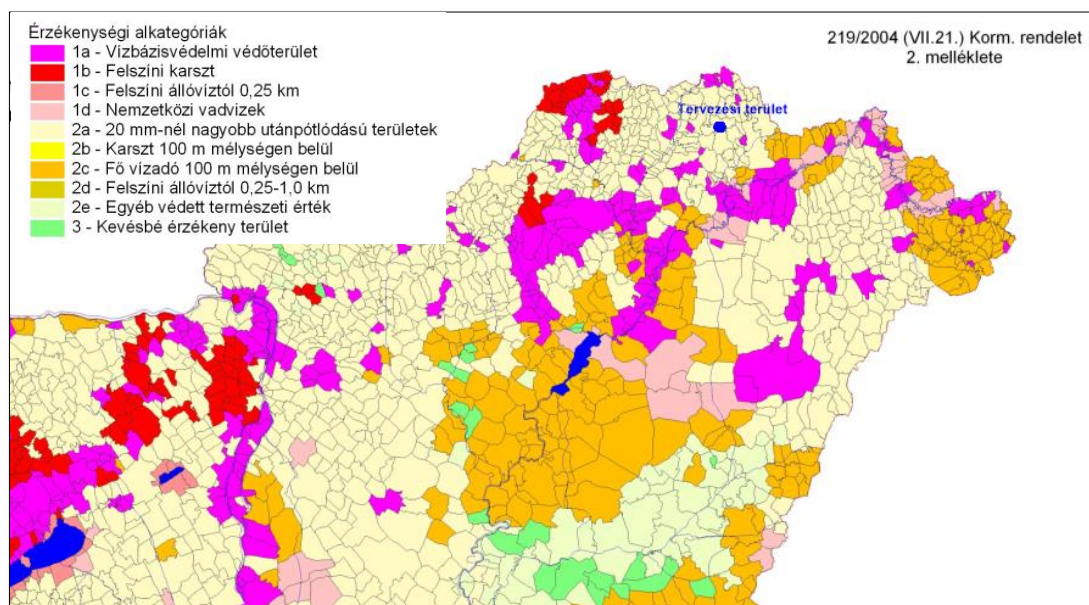 Érzékenységi alkategóriák
1a - Vízbázisvédelmi védőterület
1b - Felszíni karszt
1c - Felszíni állóvíztól 0,25 km
1d - Nemzetközi vadvizek
2a - 20 mm-nél nagyobb utánpótlódású területek
2b - Karszt 100 m mélységen belül
2c - Fő vízadó 100 m mélységen belül
2d - Felszíni állóvíztól 0,25-1,0 km
2e - Egyéb védett természeti érték
3 - Kevésbé érzékeny terület
219/2004 (VII.21.) Korm. rendelet
2. melléklete
Tervezési terület